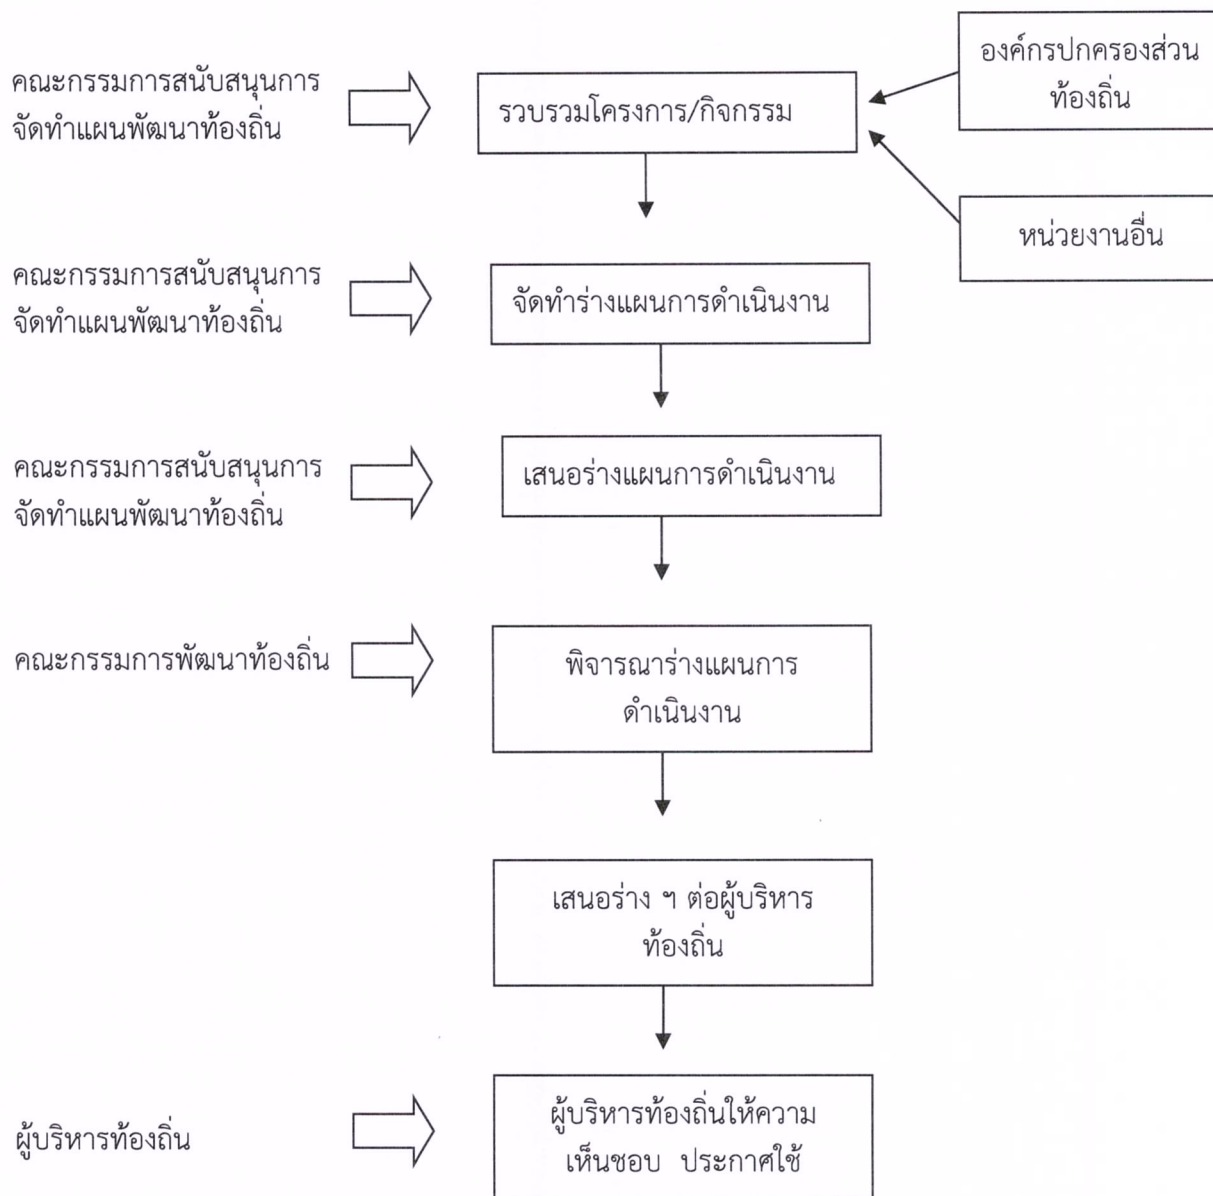 คณะกรรมการสนับสนุนการ
จัดทำแผนพัฒนาท้องถิ่น
รวบรวมโครงการ/กิจกรรม
องค์กรปกครองส่วน
ท้องถิ่น
หน่วยงานอื่น
คณะกรรมการสนับสนุนการ
จัดทำแผนพัฒนาท้องถิ่น
จัดทำร่างแผนการดำเนินงาน
คณะกรรมการสนับสนุนการ
จัดทำแผนพัฒนาท้องถิ่น
เสนอร่างแผนการดำเนินงาน
คณะกรรมการพัฒนาท้องถิ่น
พิจารณาร่างแผนการ
ดำเนินงาน
เสนอร่าง ฯ ต่อผู้บริหาร
ท้องถิ่น
ผู้บริหารท้องถิ่น
ผู้บริหารท้องถิ่นให้ความ
เห็นชอบ ประกาศใช้